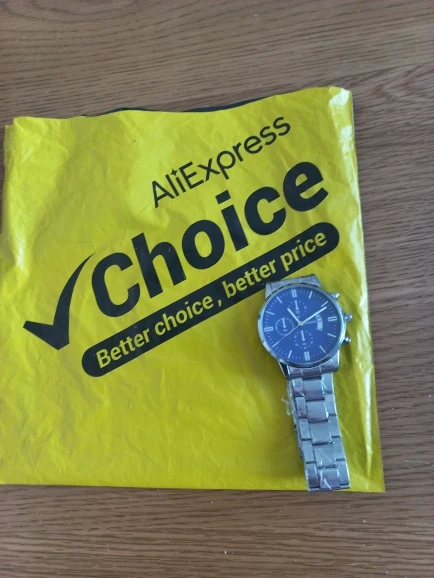 AliExpress
Choice
Better choice, better price